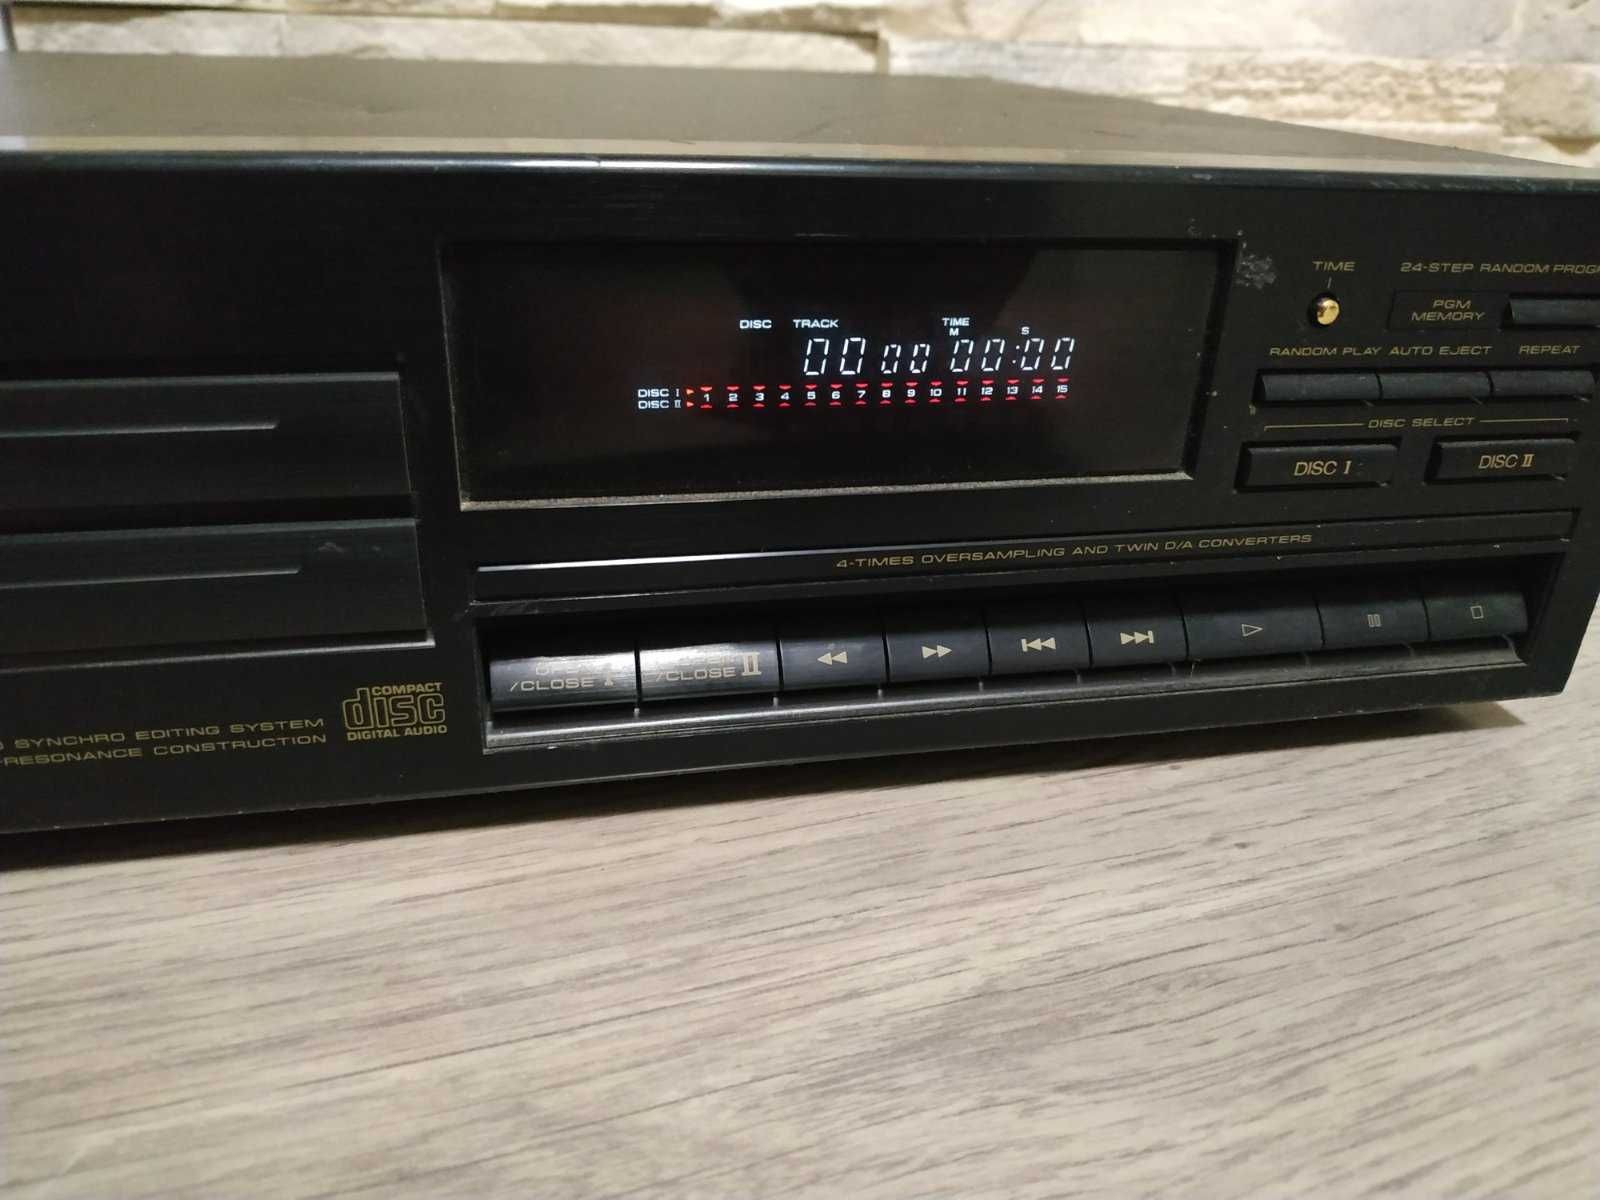 TIME
24-STEP RANDOM
PGM
MEMORY
RANDOM PLAY AUTO EJECT REPEAT
DISC SELECT
DISC I DISC II
DISC TRACK TIME
M S
00 00 00:00
DISC I 1 2 3 4 5 6 7 8 9 10 11 12 13 14 15
DISC II
4-TIMES OVERSAMPLING AND TWIN D/A CONVERTERS
/CLOSE I
/CLOSE II
COMPACT
disc
DIGITAL AUDIO
SYNCHRO EDITING SYSTEM
RESONANCE CONSTRUCTION